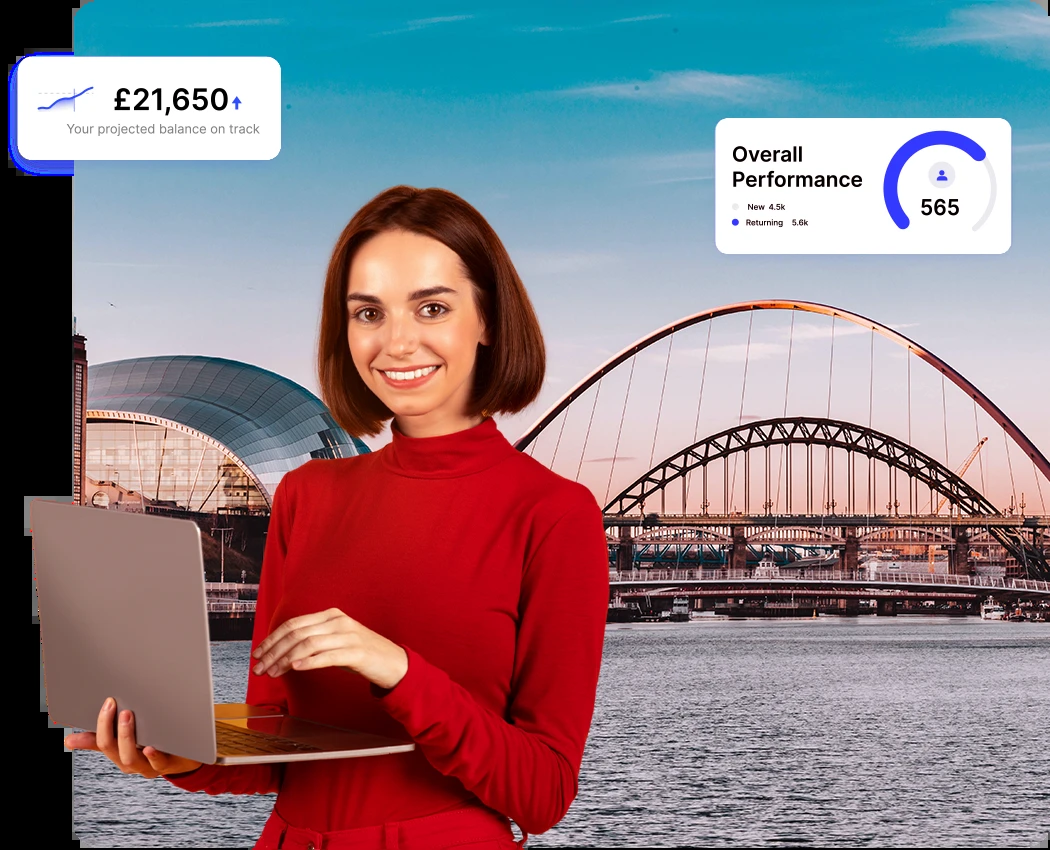 £21,650
Your projected balance on track
Overall
Performance
New 4.5k
Returning 5.6k
565